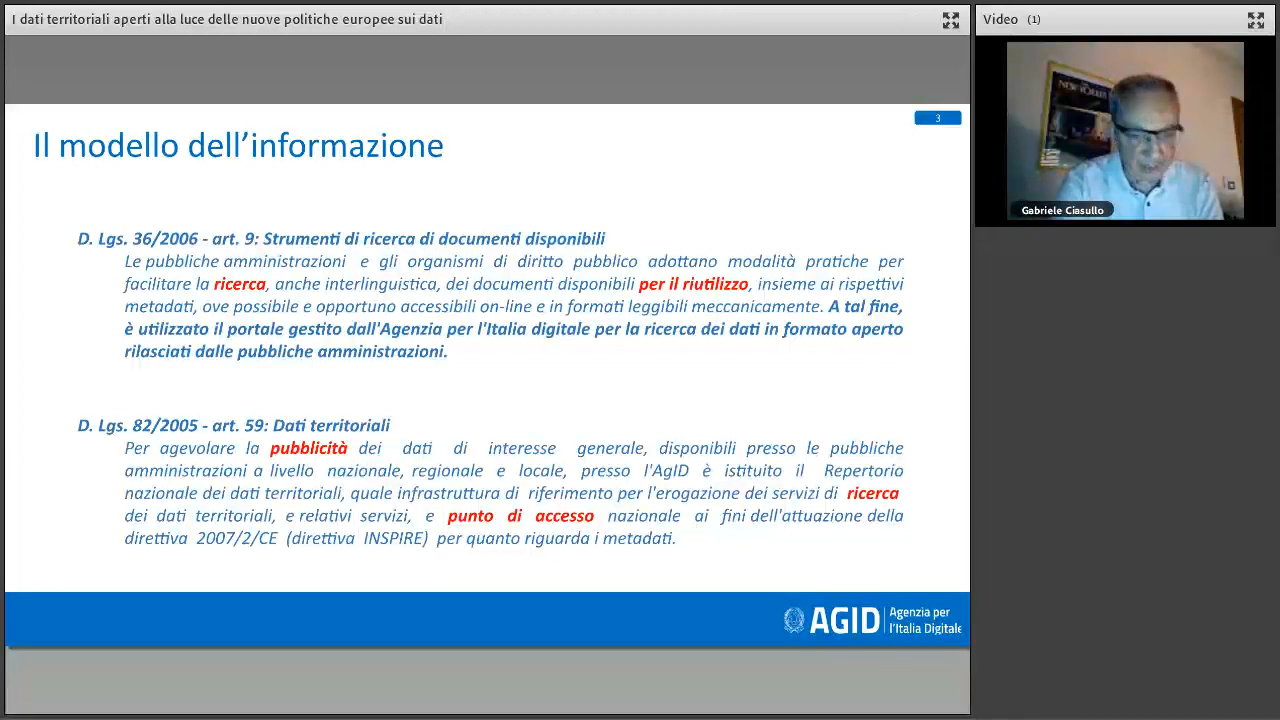 I dati territoriali aperti alla luce delle nuove politiche europee sui dati
Video (1)
NEW YORKER
Gabriele Ciasullo
3
Il modello dell’informazione
D. Lgs. 36/2006 - art. 9: Strumenti di ricerca di documenti disponibili
Le pubbliche amministrazioni e gli organismi di diritto pubblico adottano modalità pratiche per
facilitare la ricerca, anche interlinguistica, dei documenti disponibili per il riutilizzo, insieme ai rispettivi
metadati, ove possibile e opportuno accessibili on-line e in formati leggibili meccanicamente. A tal fine,
è utilizzato il portale gestito dall'Agenzia per l'Italia digitale per la ricerca dei dati in formato aperto
rilasciati dalle pubbliche amministrazioni.
D. Lgs. 82/2005 - art. 59: Dati territoriali
Per agevolare la pubblicità dei dati di interesse generale, disponibili presso le pubbliche
amministrazioni a livello nazionale, regionale e locale, presso l'AgID è istituito il Repertorio
nazionale dei dati territoriali, quale infrastruttura di riferimento per l'erogazione dei servizi di ricerca
dei dati territoriali, e relativi servizi, e punto di accesso nazionale ai fini dell'attuazione della
direttiva 2007/2/CE (direttiva INSPIRE) per quanto riguarda i metadati.
AGID
Agenzia per
l'Italia Digitale